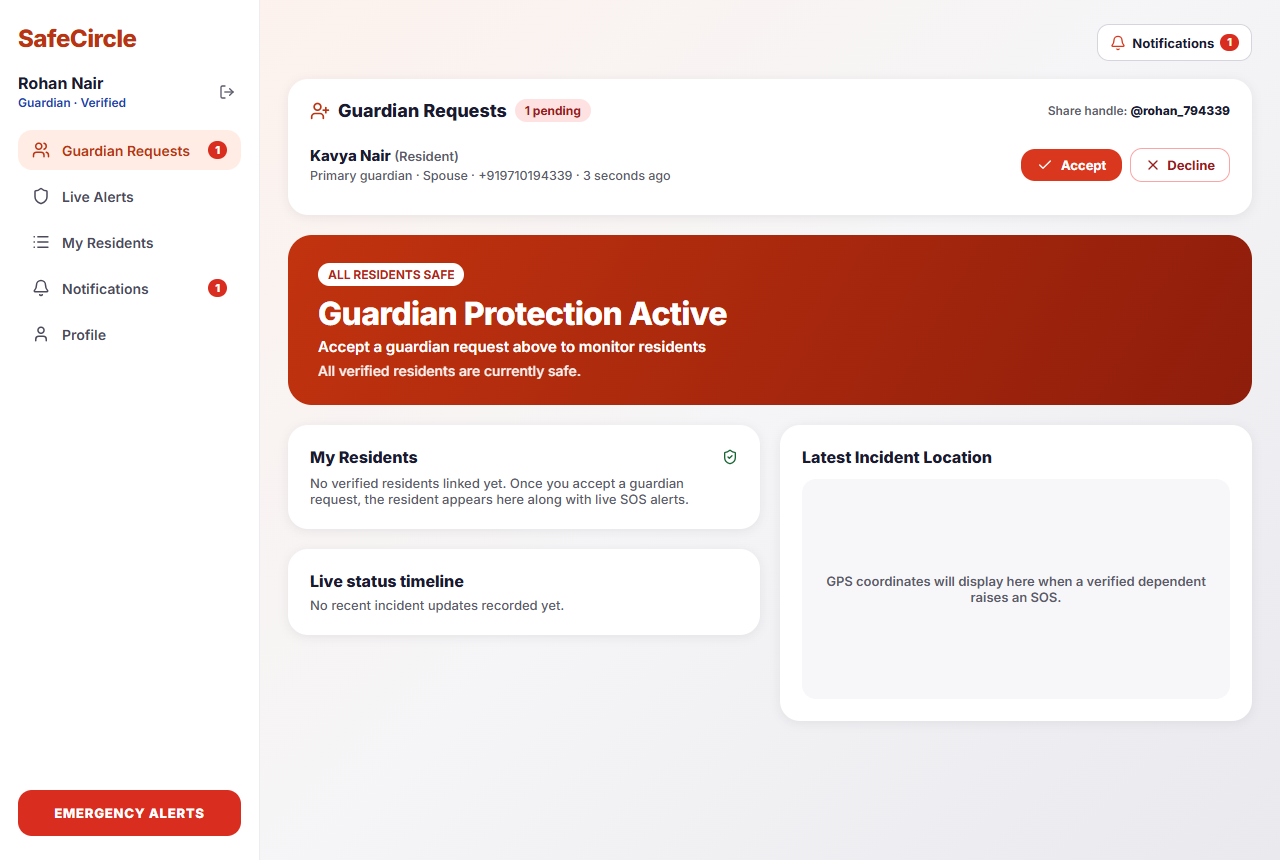 SafeCircle
Rohan Nair
Guardian · Verified
Guardian Requests 1
Live Alerts
My Residents
Notifications 1
Profile
EMERGENCY ALERTS
Notifications 1
Guardian Requests 1 pending
Share handle: @rohan_794339
Kavya Nair (Resident)
Primary guardian · Spouse · +919710194339 · 3 seconds ago
Accept Decline
ALL RESIDENTS SAFE
Guardian Protection Active
Accept a guardian request above to monitor residents
All verified residents are currently safe.
My Residents
No verified residents linked yet. Once you accept a guardian
request, the resident appears here along with live SOS alerts.
Live status timeline
No recent incident updates recorded yet.
Latest Incident Location
GPS coordinates will display here when a verified dependent
raises an SOS.